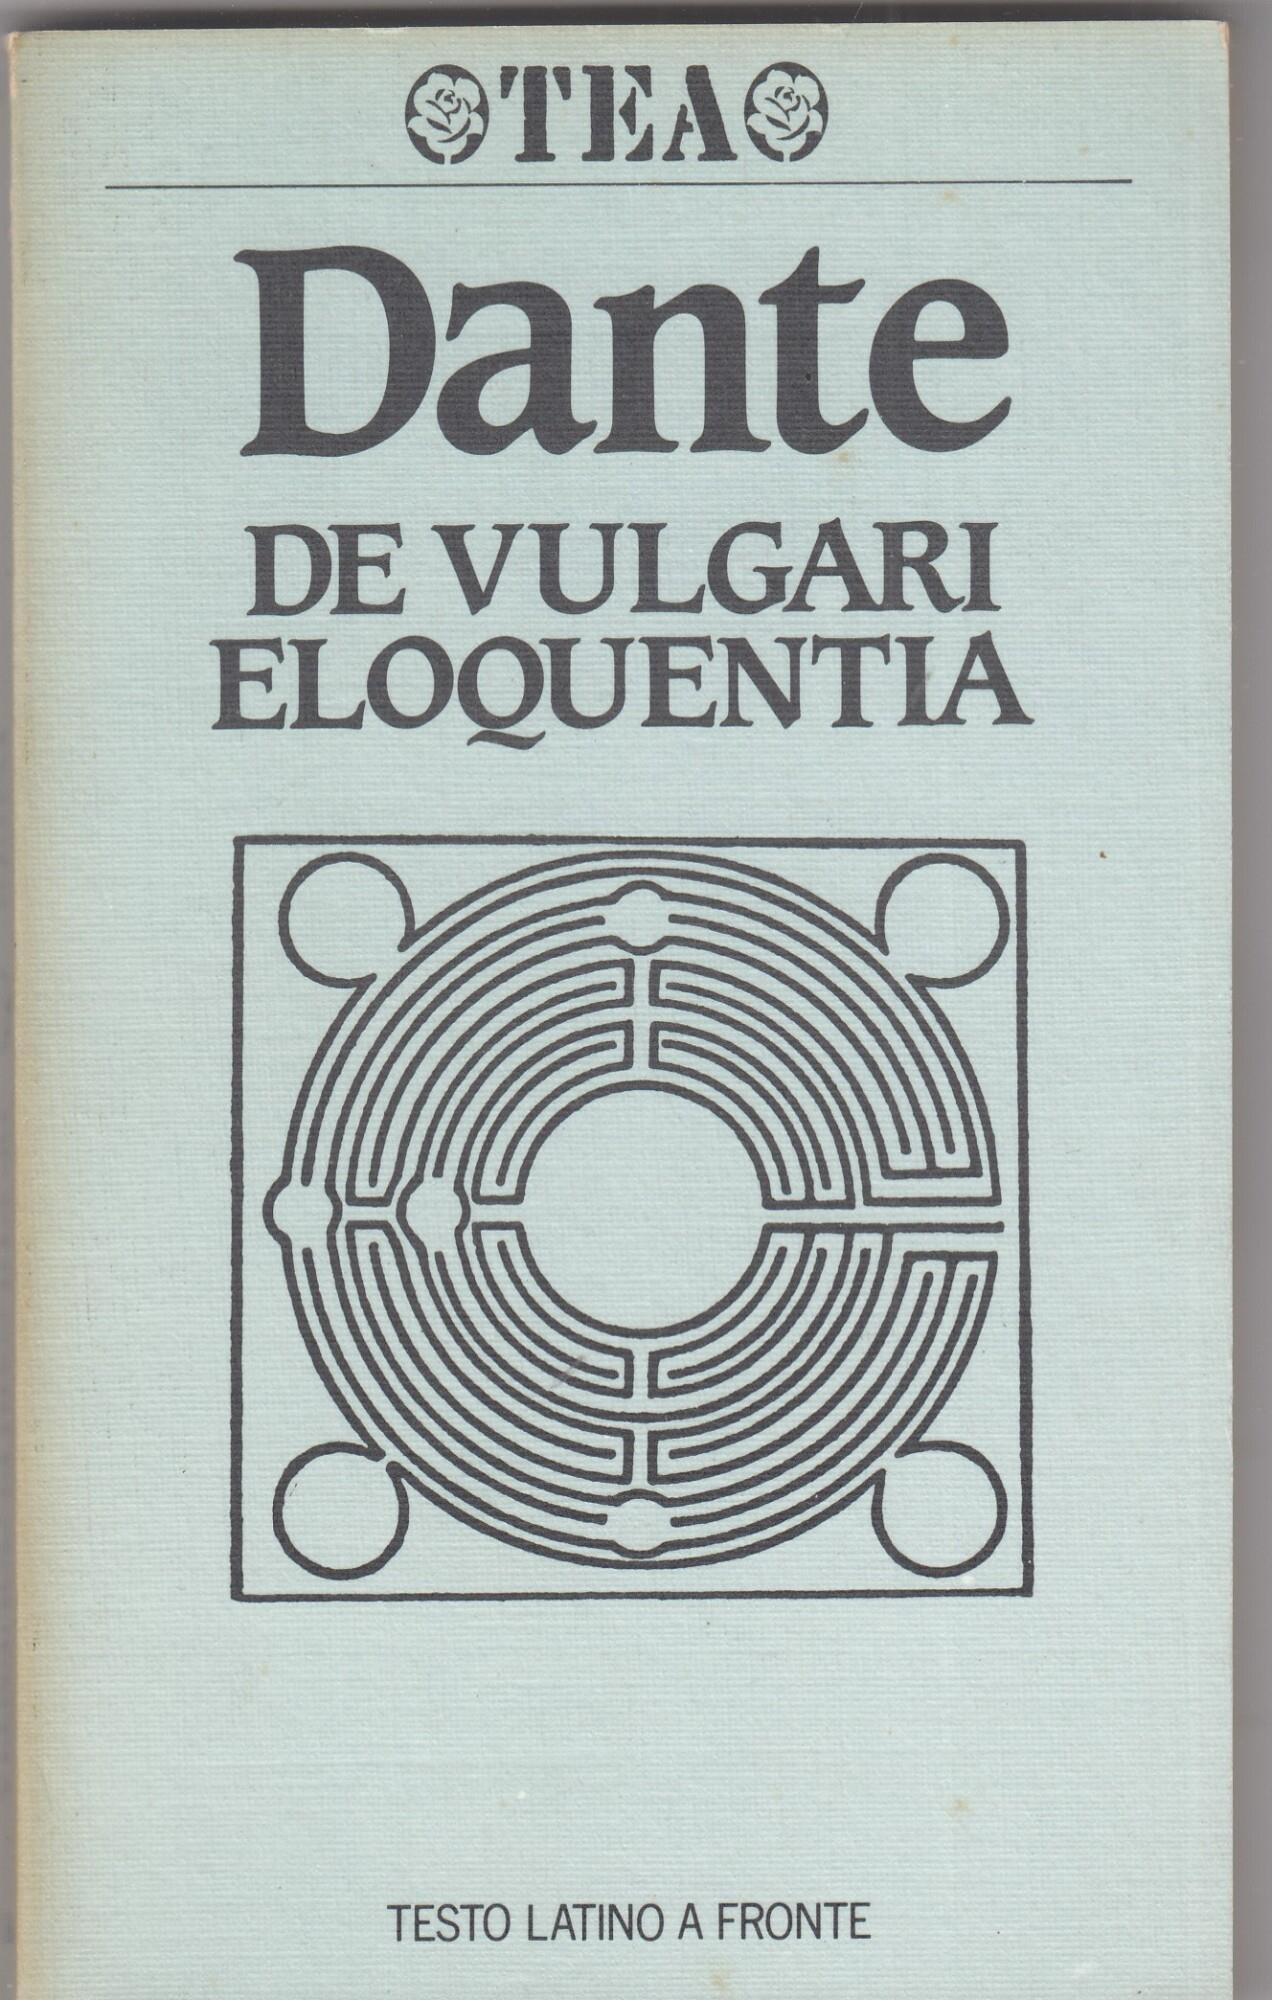 TEA
Dante
DE VULGARI
ELOQUENTIA
TESTO LATINO A FRONTE